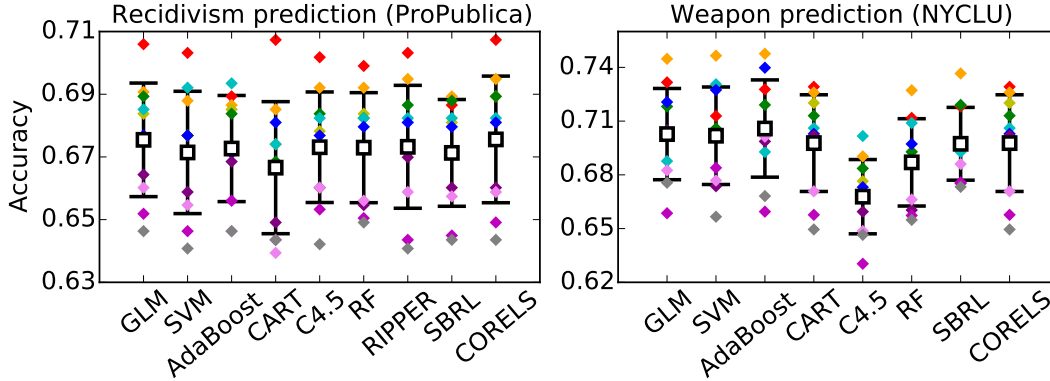 Recidivism prediction (ProPublica)
Weapon prediction (NYCLU)
Accuracy
0.71
0.69
0.67
0.65
0.63
GLM
SVM
AdaBoost
CART
C4.5
RF
RIPPER
SBRL
CORELS
0.74
0.71
0.68
0.65
0.62
GLM
SVM
AdaBoost
CART
C4.5
RF
SBRL
CORELS